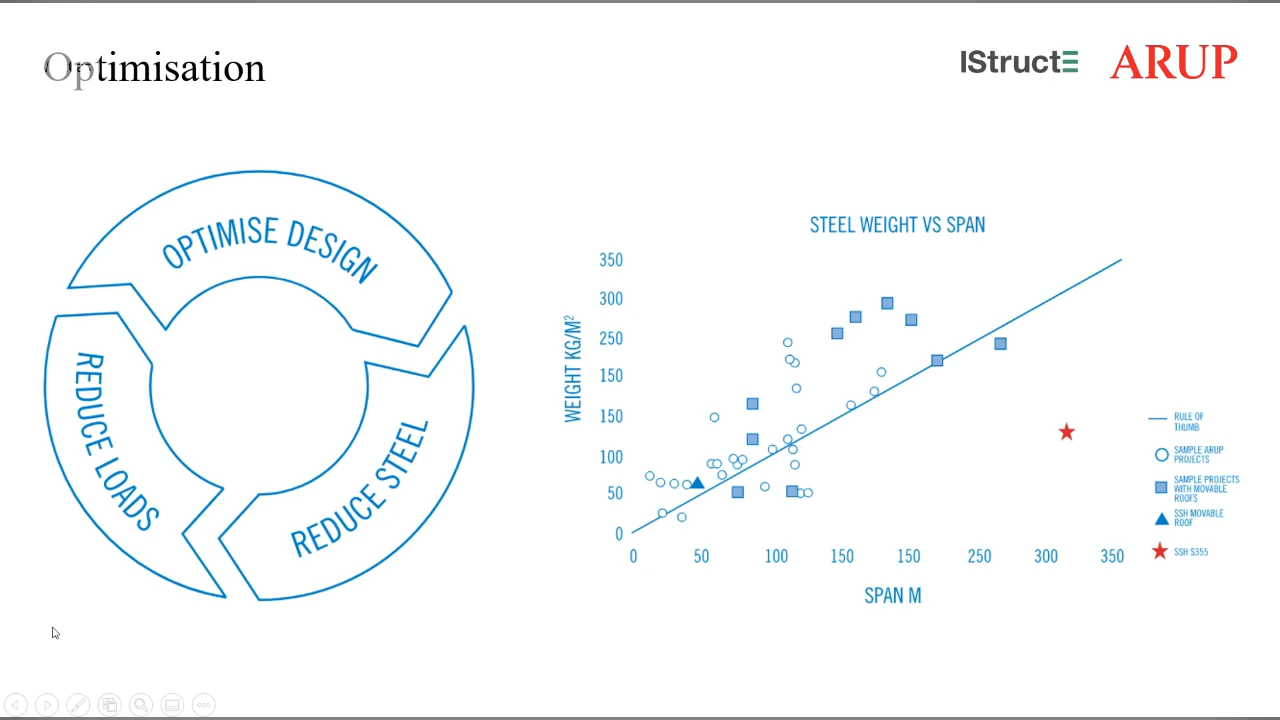 Optimisation
IStructE
ARUP
OPTIMISE DESIGN
REDUCE LOADS
REDUCE STEEL
STEEL WEIGHT VS SPAN
WEIGHT KG/M²
350
300
250
150
150
100
50
0
0
50
100
150
150
250
300
350
SPAN M
RULE OF
THUMB
SAMPLE ARUP
PROJECTS
SAMPLE PROJECTS
WITH MOVABLE
ROOFS
SSH MOVABLE
ROOF
SSH S355